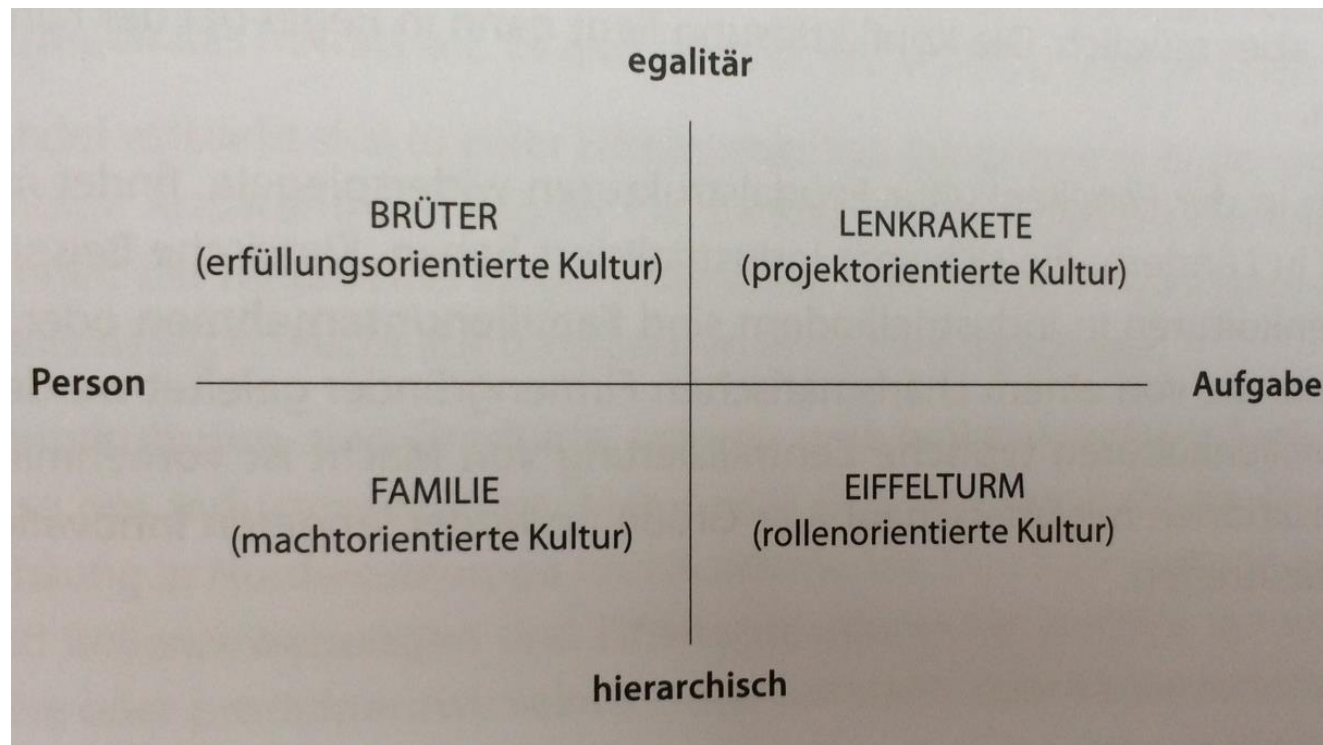 egalitär
BRÜTER
(erfüllungsorientierte Kultur)
LENKRAKETE
(projektorientierte Kultur)
Person
Aufgabe
FAMILIE
(machtorientierte Kultur)
EIFFELTURM
(rollenorientierte Kultur)
hierarchisch